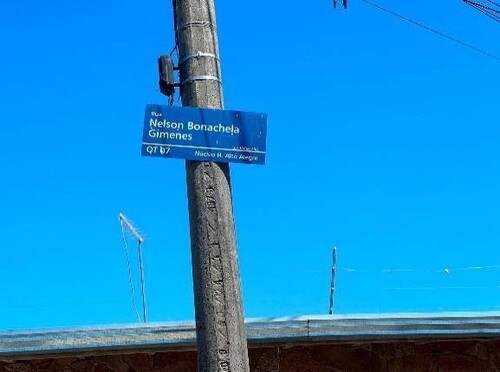 Rua
Nelson Bonachela
Gimenes
QT 07 Núcleo H. Alto Alegre